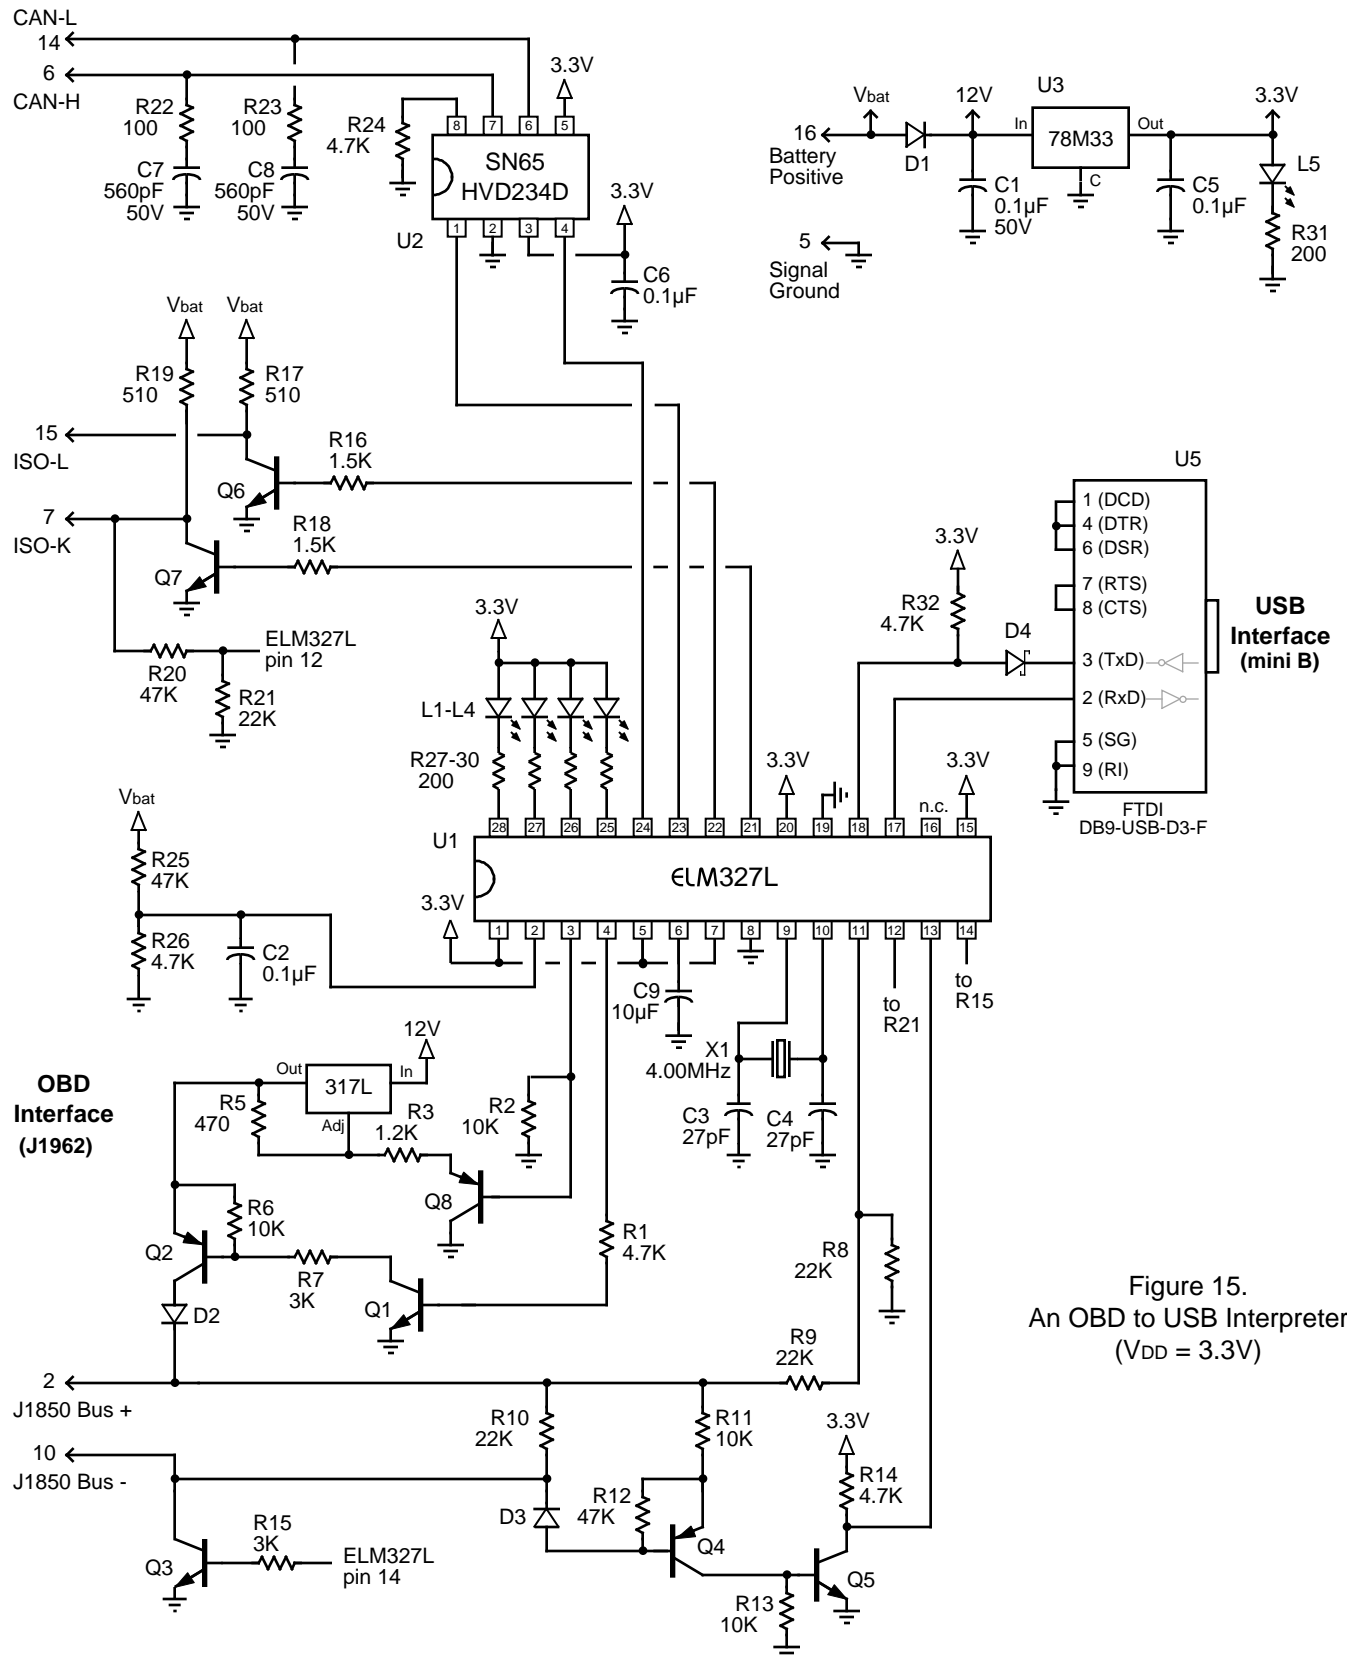 CAN-L
14
6
CAN-H
R22
100
R23
100
C7
560pF
50V
C8
560pF
50V
R24
4.7K
3.3V
8 7 6 5
SN65
HVD234D
1 2 3 4
U2
3.3V
C6
0.1µF
Vbat
16
Battery
Positive
D1
12V
C1
0.1µF
50V
U3
In
78M33
Out
C
C5
0.1µF
3.3V
L5
R31
200
5
Signal
Ground
Vbat
Vbat
R19
510
R17
510
15
ISO-L
Q6
R16
1.5K
7
ISO-K
Q7
R18
1.5K
R20
47K
ELM327L
pin 12
R21
22K
3.3V
L1-L4
R27-30
200
3.3V
R32
4.7K
D4
U5
1 (DCD)
4 (DTR)
6 (DSR)
7 (RTS)
8 (CTS)
3 (TxD)
2 (RxD)
5 (SG)
9 (RI)
FTDI
DB9-USB-D3-F
USB
Interface
(mini B)
3.3V
n.c.
3.3V
28 27 26 25 24 23 22 21 20 19 18 17 16 15
U1
ELM327L
1 2 3 4 5 6 7 8 9 10 11 12 13 14
3.3V
Vbat
R25
47K
R26
4.7K
C2
0.1µF
C9
10µF
to
R21
to
R15
X1
4.00MHz
C3
27pF
C4
27pF
OBD
Interface
(J1962)
12V
Out
317L
In
Adj
R5
470
R3
1.2K
R2
10K
Q8
R6
10K
Q2
R7
3K
Q1
D2
R1
4.7K
R8
22K
R9
22K
2
J1850 Bus +
10
J1850 Bus -
R10
22K
R11
10K
3.3V
R14
4.7K
D3
R12
47K
Q4
Q5
R13
10K
Q3
R15
3K
ELM327L
pin 14
Figure 15.
An OBD to USB Interpreter
(VDD = 3.3V)